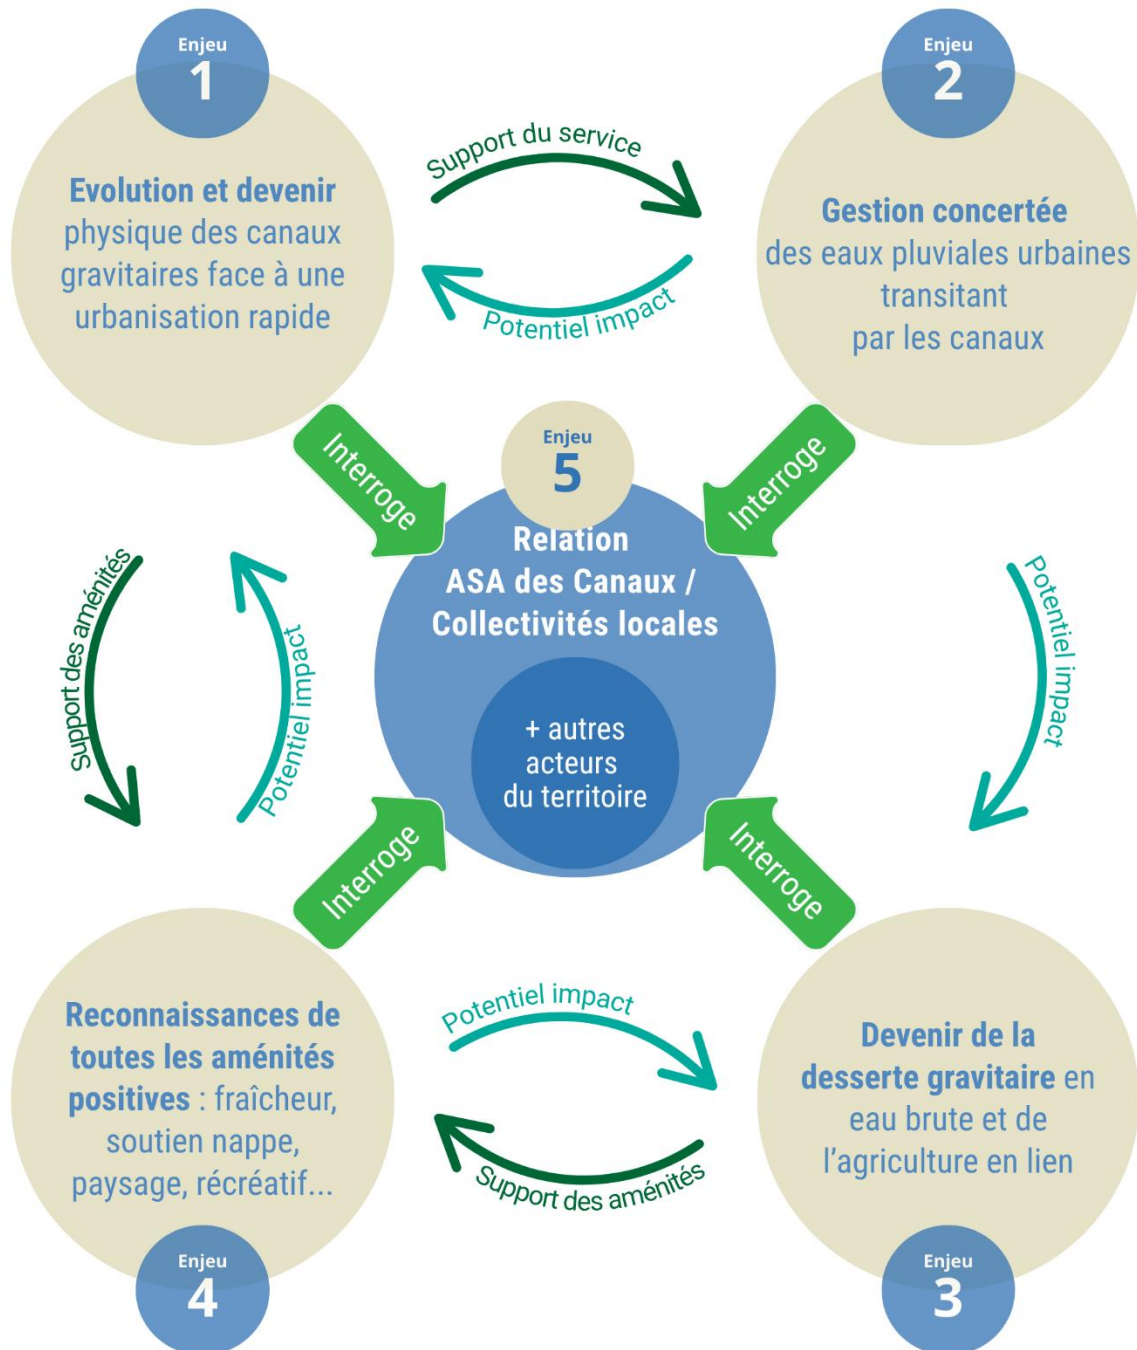 Enjeu
1
Evolution et devenir
physique des canaux
gravitaires face à une
urbanisation rapide
Support du service
Potentiel impact
Enjeu
2
Gestion concertée
des eaux pluviales urbaines
transitant
par les canaux
Interroge
Interroge
Enjeu
5
Relation
ASA des Canaux /
Collectivités locales
+ autres
acteurs
du territoire
Support des aménités
Potentiel impact
Potentiel impact
Interroge
Interroge
Enjeu
4
Reconnaissances de
toutes les aménités
positives : fraîcheur,
soutien nappe,
paysage, récréatif...
Potentiel impact
Support des aménités
Devenir de la
desserte gravitaire en
eau brute et de
l'agriculture en lien
Enjeu
3